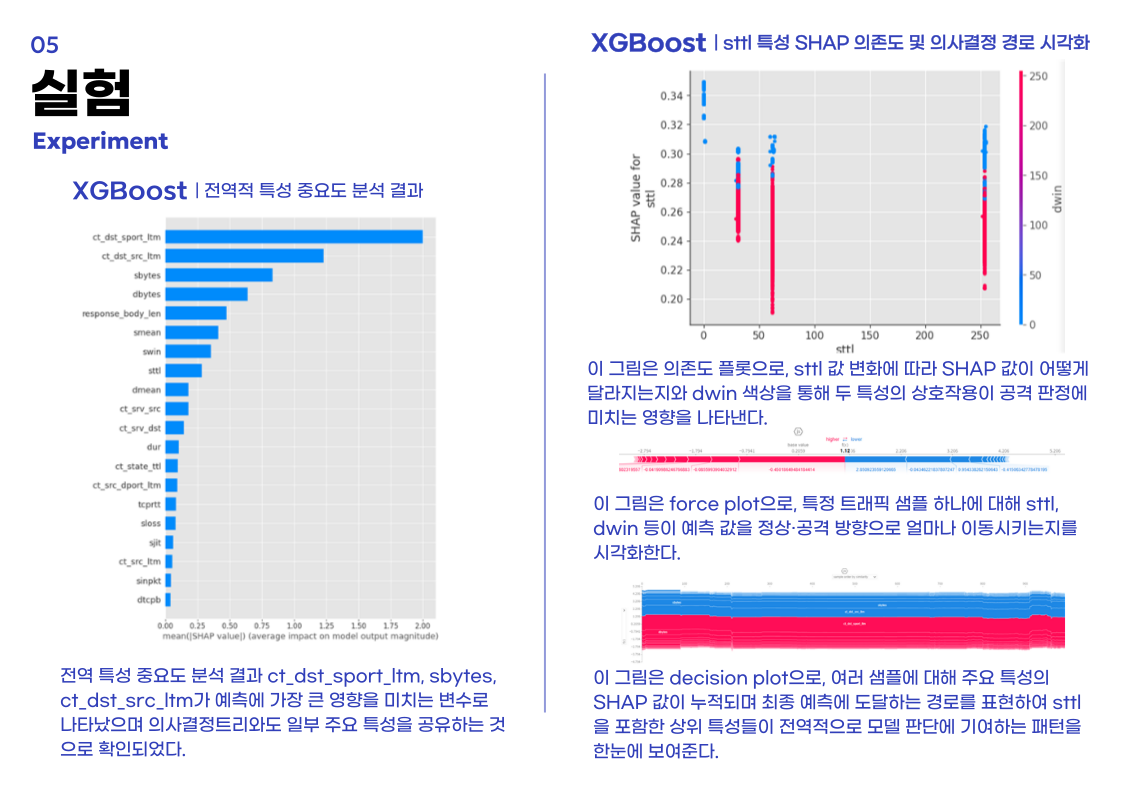 05
실험
Experiment
XGBoost | 전역적 특성 중요도 분석 결과
ct_dst_sport_ltm
ct_dst_src_ltm
sbytes
dbytes
response_body_len
smean
swin
sttl
dmean
ct_srv_src
ct_srv_dst
dur
ct_state_ttl
ct_src_dport_ltm
tcprtt
sloss
sjit
ct_src_ltm
sinpkt
dtcpb
0.00 0.25 0.50 0.75 1.00 1.25 1.50 1.75 2.00
mean(|SHAP value|) (average impact on model output magnitude)
전역 특성 중요도 분석 결과 ct_dst_sport_ltm, sbytes,
ct_dst_src_ltm가 예측에 가장 큰 영향을 미치는 변수로
나타났으며 의사결정트리와도 일부 주요 특성을 공유하는 것
으로 확인되었다.
XGBoost | sttl 특성 SHAP 의존도 및 의사결정 경로 시각화
SHAP value for
sttl
0.34
0.32
0.30
0.28
0.26
0.24
0.22
0.20
0 50 100 150 200 250
sttl
250
200
150
100
50
0
dwin
이 그림은 의존도 플롯으로, sttl 값 변화에 따라 SHAP 값이 어떻게
달라지는지와 dwin 색상을 통해 두 특성의 상호작용이 공격 판정에
미치는 영향을 나타낸다.
higher ⇄ lower
base value
1.12
이 그림은 force plot으로, 특정 트래픽 샘플 하나에 대해 sttl,
dwin 등이 예측 값을 정상·공격 방향으로 얼마나 이동시키는지를
시각화한다.
이 그림은 decision plot으로, 여러 샘플에 대해 주요 특성의
SHAP 값이 누적되며 최종 예측에 도달하는 경로를 표현하여 sttl
을 포함한 상위 특성들이 전역적으로 모델 판단에 기여하는 패턴을
한눈에 보여준다.